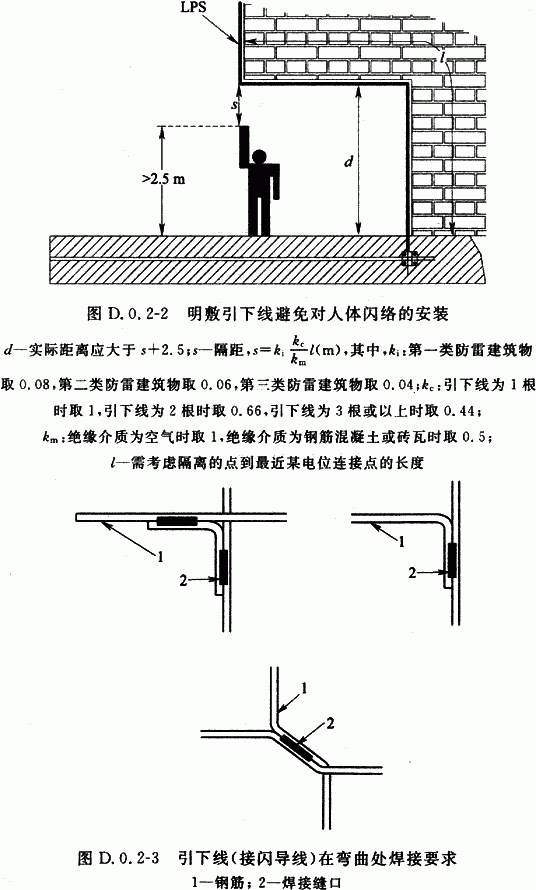 LPS
l
s
d
>2.5 m
图 D.0.2-2 明敷引下线避免对人体闪络的安装
d—实际距离应大于 s+2.5;s—隔距,s=kᵢ kc/km l(m),其中,kᵢ:第一类防雷建筑物
取 0.08,第二类防雷建筑物取 0.06,第三类防雷建筑物取 0.04;kc:引下线为 1 根
时取 1,引下线为 2 根时取 0.66,引下线为 3 根或以上时取 0.44;
km:绝缘介质为空气时取 1,绝缘介质为钢筋混凝土或砖瓦时取 0.5;
l—需考虑隔离的点到最近某电位连接点的长度
1
2
1
2
1
2
图 D.0.2-3 引下线(接闪导线)在弯曲处焊接要求
1—钢筋;2—焊接缝口